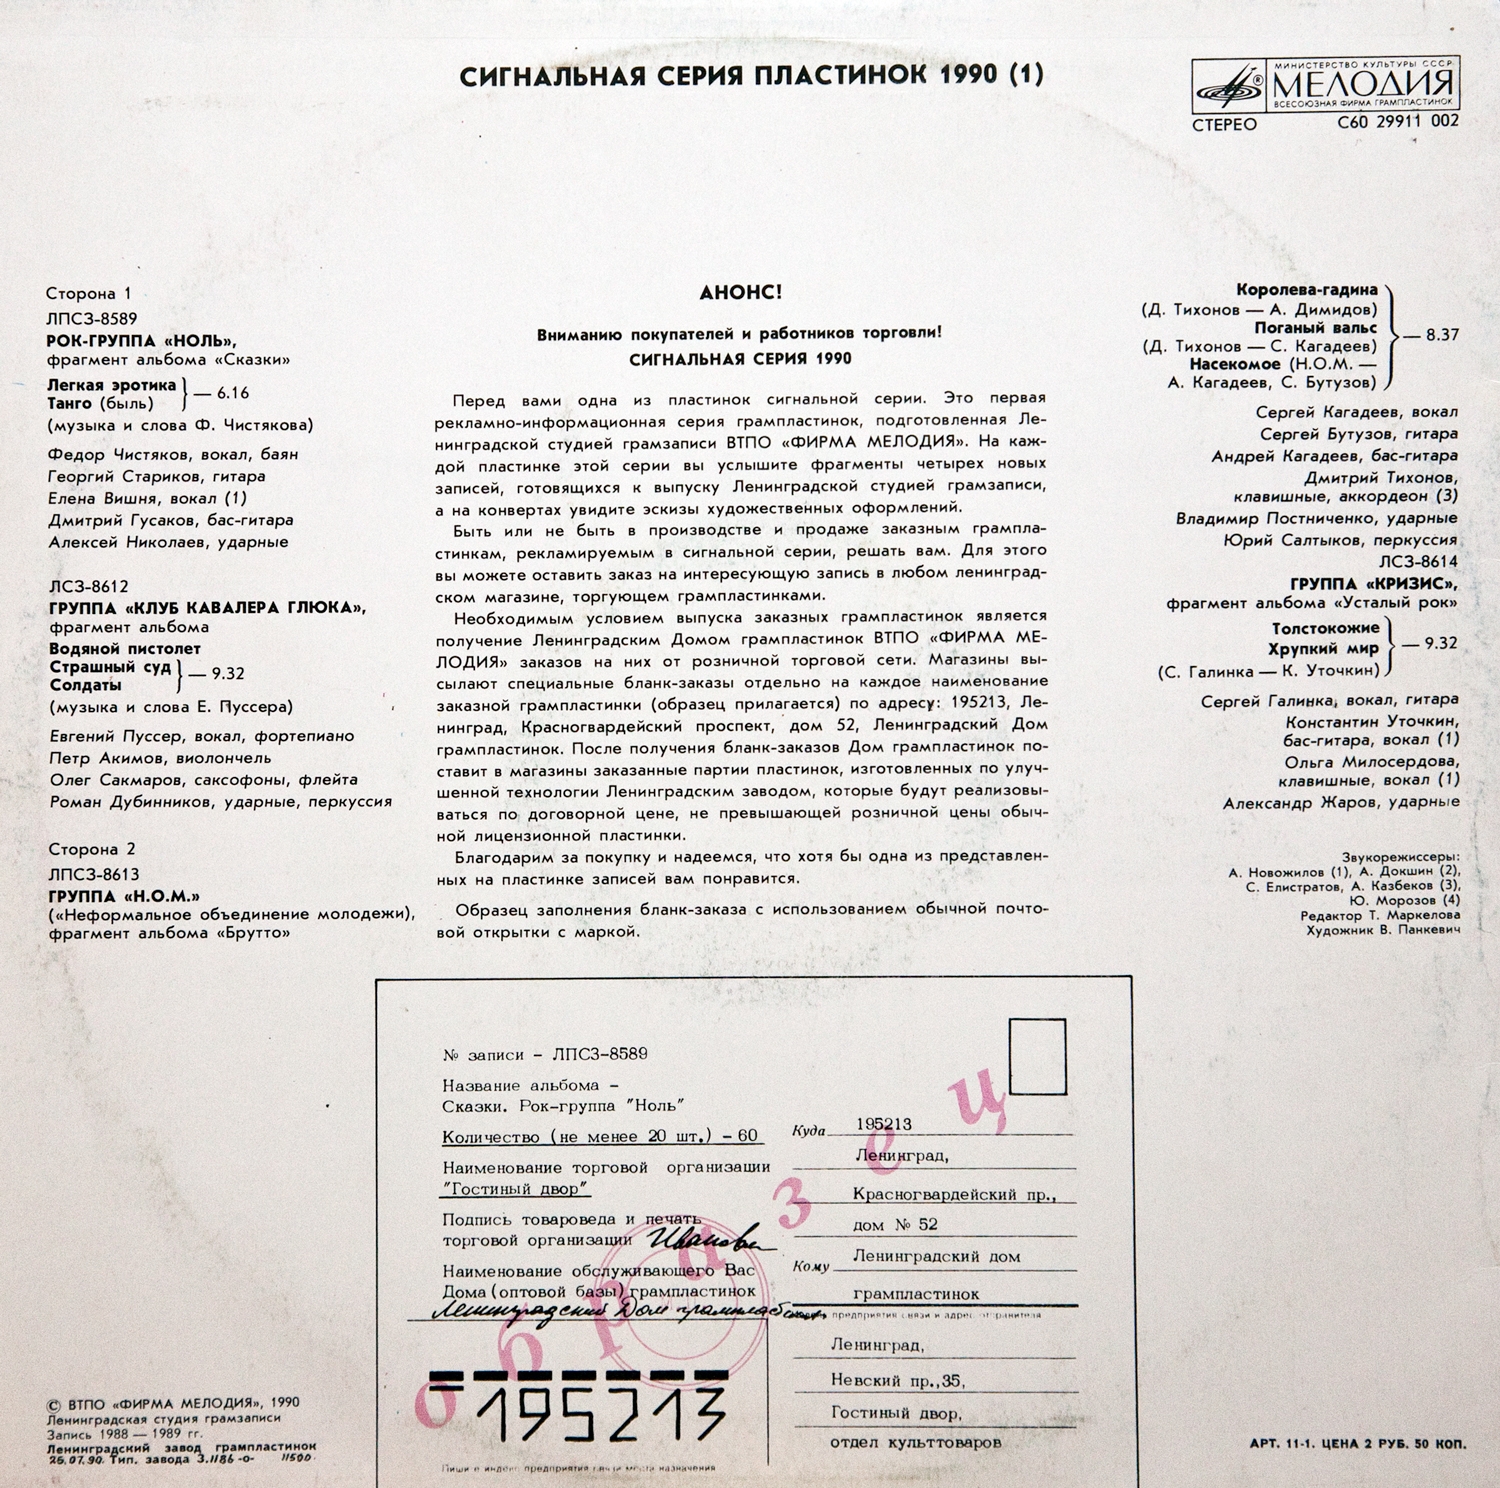 СИГНАЛЬНАЯ СЕРИЯ ПЛАСТИНОК 1990 (1)
МИНИСТЕРСТВО КУЛЬТУРЫ СССР
МЕЛОДИЯ
ВСЕСОЮЗНАЯ ФИРМА ГРАМПЛАСТИНОК
СТЕРЕО
С60 29911 002
Сторона 1
ЛПСЗ-8589
РОК-ГРУППА «НОЛЬ»,
фрагмент альбома «Сказки»
Легкая эротика
Танго (быль)
— 6.16
(музыка и слова Ф. Чистякова)
Федор Чистяков, вокал, баян
Георгий Стариков, гитара
Елена Вишня, вокал (1)
Дмитрий Гусаков, бас-гитара
Алексей Николаев, ударные
ЛСЗ-8612
ГРУППА «КЛУБ КАВАЛЕРА ГЛЮКА»,
фрагмент альбома
Водяной пистолет
Страшный суд
Солдаты
— 9.32
(музыка и слова Е. Пуссера)
Евгений Пуссер, вокал, фортепиано
Петр Акимов, виолончель
Олег Сакмаров, саксофоны, флейта
Роман Дубинников, ударные, перкуссия
Сторона 2
ЛПСЗ-8613
ГРУППА «Н.О.М.»
(«Неформальное объединение молодежи),
фрагмент альбома «Брутто»
АНОНС!
Вниманию покупателей и работников торговли!
СИГНАЛЬНАЯ СЕРИЯ 1990
Перед вами одна из пластинок сигнальной серии. Это первая
рекламно-информационная серия грампластинок, подготовленная Ле-
нинградской студией грамзаписи ВТПО «ФИРМА МЕЛОДИЯ». На каж-
дой пластинке этой серии вы услышите фрагменты четырех новых
записей, готовящихся к выпуску Ленинградской студией грамзаписи,
а на конвертах увидите эскизы художественных оформлений.
Быть или не быть в производстве и продаже заказным грампла-
стинкам, рекламируемым в сигнальной серии, решать вам. Для этого
вы можете оставить заказ на интересующую запись в любом ленинград-
ском магазине, торгующем грампластинками.
Необходимым условием выпуска заказных грампластинок является
получение Ленинградским Домом грампластинок ВТПО «ФИРМА МЕ-
ЛОДИЯ» заказов на них от розничной торговой сети. Магазины вы-
сылают специальные бланк-заказы отдельно на каждое наименование
заказной грампластинки (образец прилагается) по адресу: 195213, Ле-
нинград, Красногвардейский проспект, дом 52, Ленинградский Дом
грампластинок. После получения бланк-заказов Дом грампластинок по-
ставит в магазины заказанные партии пластинок, изготовленных по улуч-
шенной технологии Ленинградским заводом, которые будут реализовы-
ваться по договорной цене, не превышающей розничной цены обыч-
ной лицензионной пластинки.
Благодарим за покупку и надеемся, что хотя бы одна из представлен-
ных на пластинке записей вам понравится.
Образец заполнения бланк-заказа с использованием обычной почто-
вой открытки с маркой.
Королева-гадина
(Д. Тихонов — А. Димидов)
Поганый вальс
(Д. Тихонов — С. Кагадеев)
Насекомое (Н.О.М. —
А. Кагадеев, С. Бутузов)
— 8.37
Сергей Кагадеев, вокал
Сергей Бутузов, гитара
Андрей Кагадеев, бас-гитара
Дмитрий Тихонов,
клавишные, аккордеон (3)
Владимир Постниченко, ударные
Юрий Салтыков, перкуссия
ЛСЗ-8614
ГРУППА «КРИЗИС»,
фрагмент альбома «Усталый рок»
Толстокожие
Хрупкий мир
(С. Галинка — К. Уточкин)
— 9.32
Сергей Галинка, вокал, гитара
Константин Уточкин,
бас-гитара, вокал (1)
Ольга Милосердова,
клавишные, вокал (1)
Александр Жаров, ударные
Звукорежиссеры:
А. Новожилов (1), А. Докшин (2),
С. Елистратов, А. Казбеков (3),
Ю. Морозов (4)
Редактор Т. Маркелова
Художник В. Панкевич
№ записи - ЛПСЗ-8589
Название альбома -
Сказки. Рок-группа "Ноль"
Количество (не менее 20 шт.) - 60
Наименование торговой организации
"Гостиный двор"
Подпись товароведа и печать
торговой организации Иванова
Наименование обслуживающего Вас
Дома (оптовой базы) грампластинок
Ленинградский Дом грампластинок
195213
Пиши е индекс предприятия связи места назначения
образец
Куда 195213
Ленинград,
Красногвардейский пр.,
дом № 52
Кому Ленинградский дом
грампластинок
предприятия связи и адрес отправителя
Ленинград,
Невский пр.,35,
Гостиный двор,
отдел культтоваров
© ВТПО «ФИРМА МЕЛОДИЯ», 1990
Ленинградская студия грамзаписи
Запись 1988 — 1989 гг.
Ленинградский завод грампластинок
26.07.90. Тип. завода З.1186 -0- 11500
АРТ. 11-1. ЦЕНА 2 РУБ. 50 КОП.